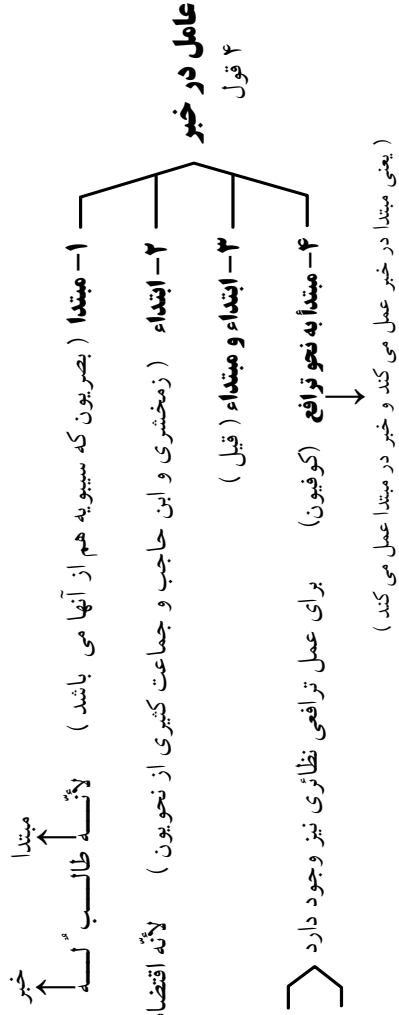 عامل در خبر
۴ قول
۱- مبتدا ( بصریون که سیبویه هم از آنها می باشد ) لأنّه طالب له
مبتدا
خبر
۲- ابتداء ( زمخشری و ابن حاجب و جماعت کثیری از نحویون ) لأنّه
۳- ابتداء و مبتداء ( قیل )
۴- مبتدأ به نحو ترافع (کوفیون) برای عمل ترافعی نظائری نیز وجود دارد
( یعنی مبتدا در خبر عمل می کند و خبر در مبتدا عمل می کند )